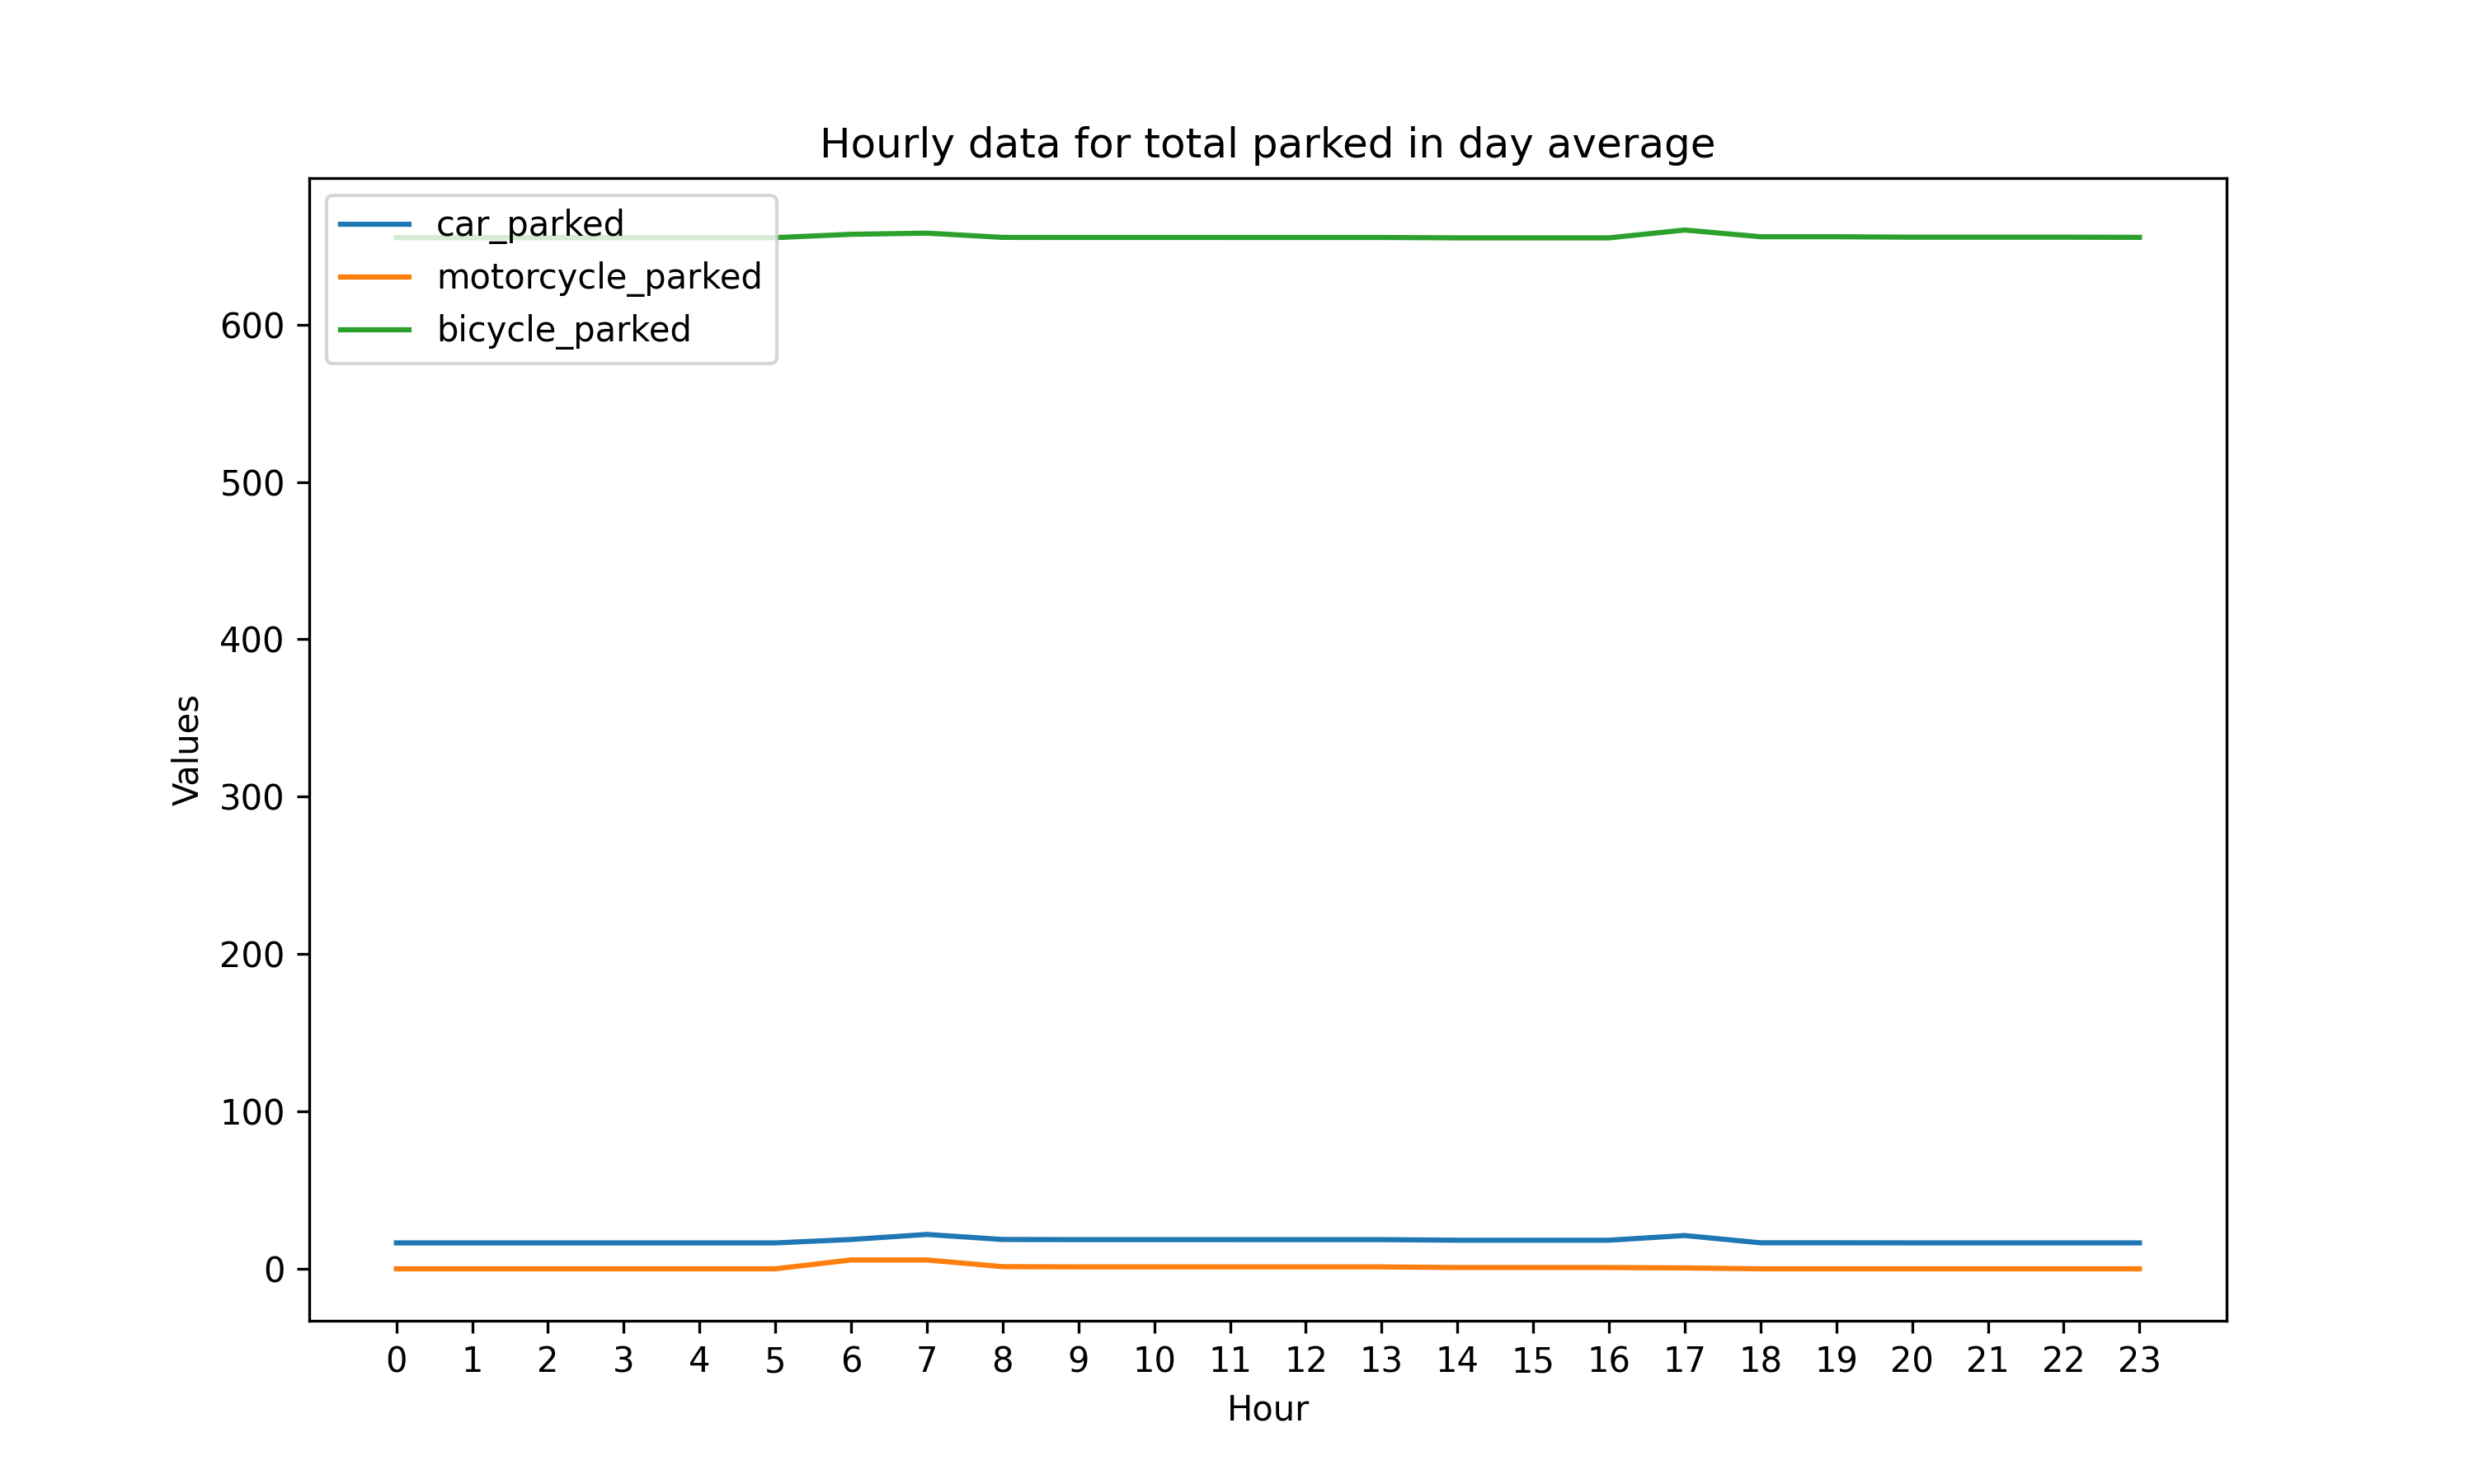 Hourly data for total parked in day average
car_parked
motorcycle_parked
bicycle_parked
600
500
400
300
200
100
0
Values
0 1 2 3 4 5 6 7 8 9 10 11 12 13 14 15 16 17 18 19 20 21 22 23
Hour